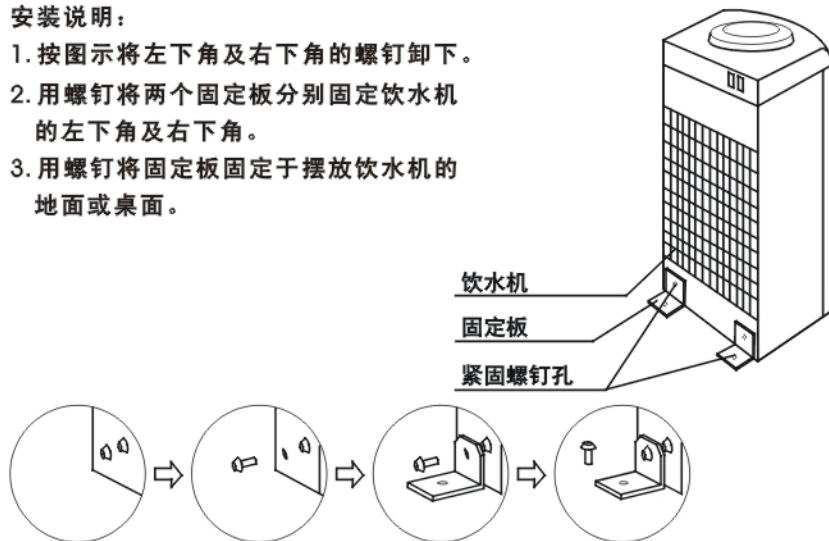 安装说明：
1.按图示将左下角及右下角的螺钉卸下。
2.用螺钉将两个固定板分别固定饮水机
的左下角及右下角。
3.用螺钉将固定板固定于摆放饮水机的
地面或桌面。
饮水机
固定板
紧固螺钉孔